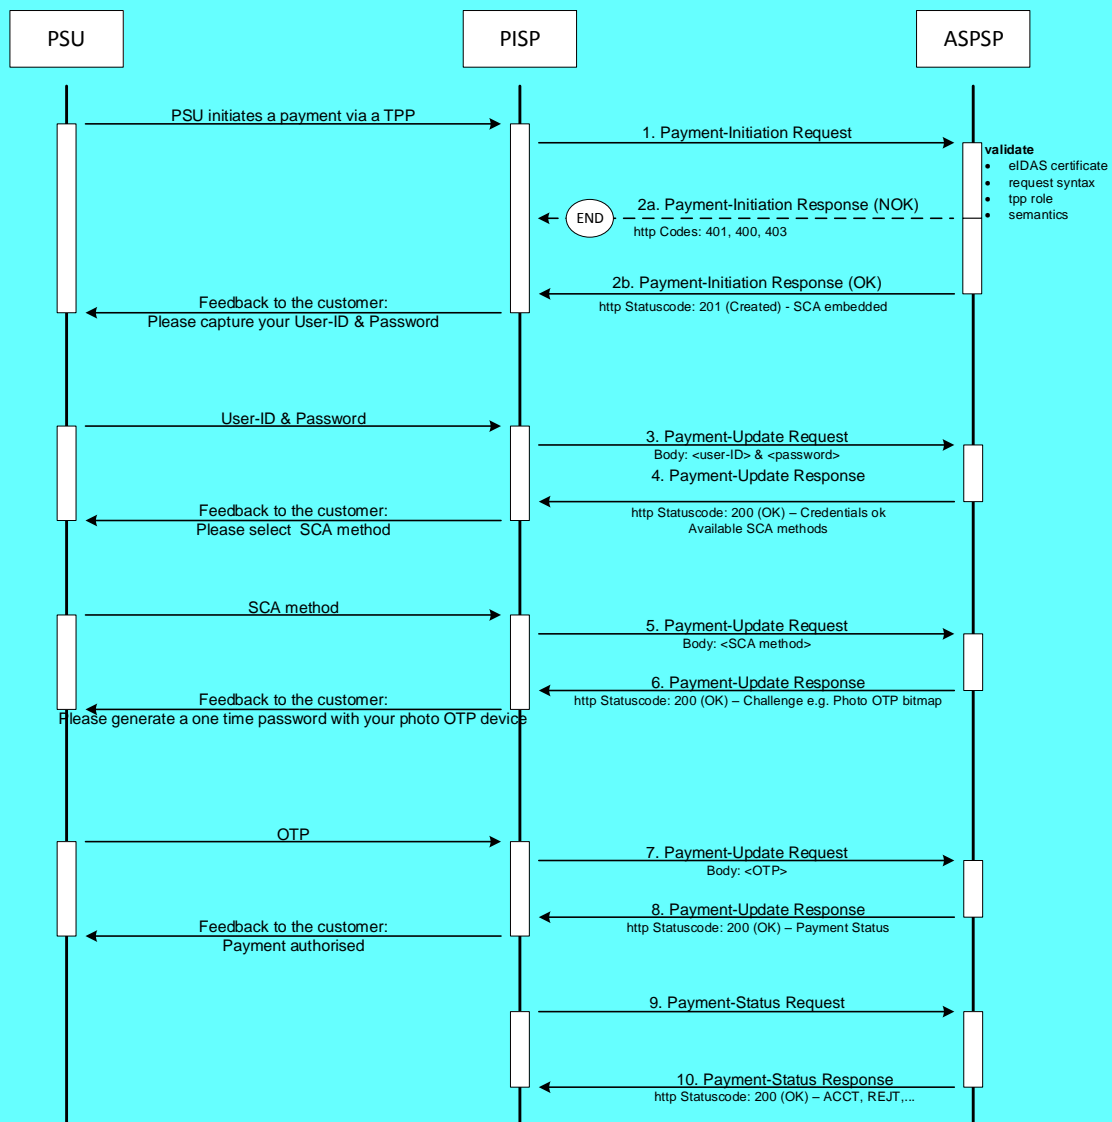 PSU
PISP
ASPSP
PSU initiates a payment via a TPP
1. Payment-Initiation Request
validate
• eIDAS certificate
• request syntax
• tpp role
• semantics
2a. Payment-Initiation Response (NOK)
END
http Codes: 401, 400, 403
2b. Payment-Initiation Response (OK)
http Statuscode: 201 (Created) - SCA embedded
Feedback to the customer:
Please capture your User-ID & Password
User-ID & Password
3. Payment-Update Request
Body: <user-ID> & <password>
4. Payment-Update Response
http Statuscode: 200 (OK) – Credentials ok
Available SCA methods
Feedback to the customer:
Please select SCA method
SCA method
5. Payment-Update Request
Body: <SCA method>
6. Payment-Update Response
http Statuscode: 200 (OK) – Challenge e.g. Photo OTP bitmap
Feedback to the customer:
Please generate a one time password with your photo OTP device
OTP
7. Payment-Update Request
Body: <OTP>
8. Payment-Update Response
http Statuscode: 200 (OK) – Payment Status
Feedback to the customer:
Payment authorised
9. Payment-Status Request
10. Payment-Status Response
http Statuscode: 200 (OK) – ACCT, REJT,...